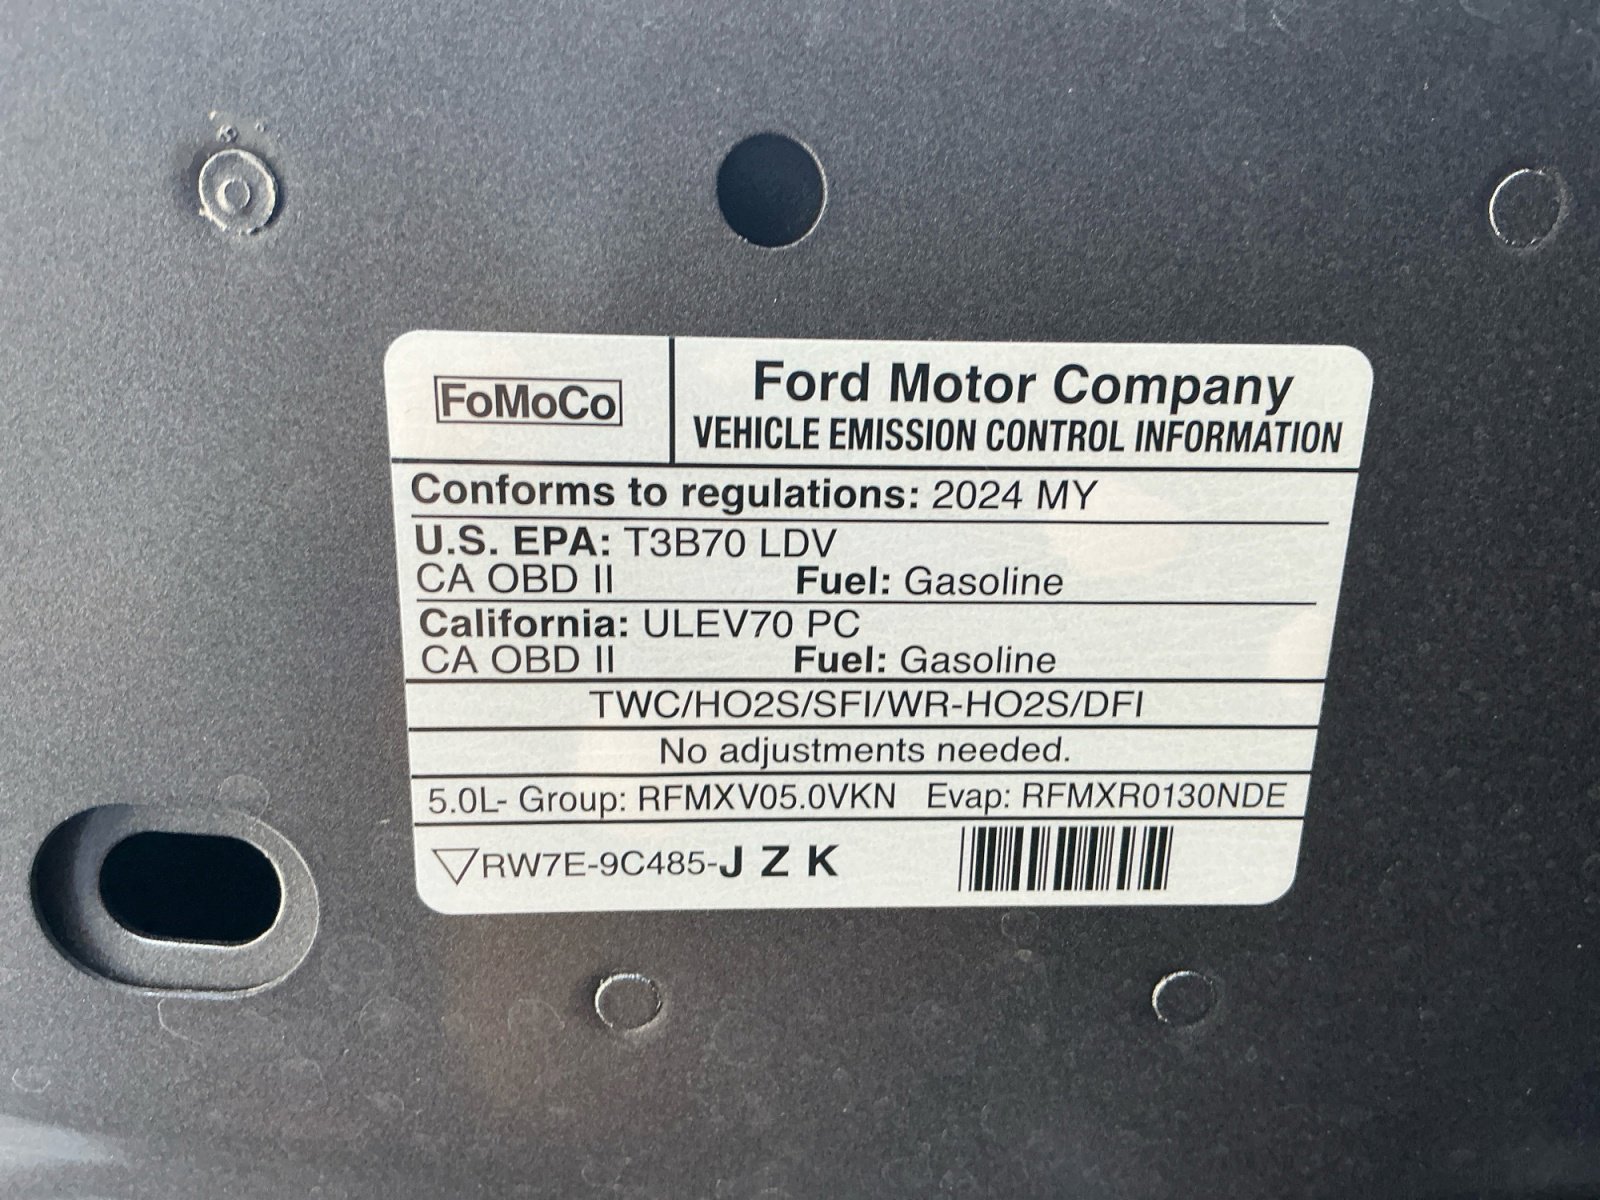 FoMoCo
Ford Motor Company
VEHICLE EMISSION CONTROL INFORMATION
Conforms to regulations: 2024 MY
U.S. EPA: T3B70 LDV
CA OBD II Fuel: Gasoline
California: ULEV70 PC
CA OBD II Fuel: Gasoline
TWC/HO2S/SFI/WR-HO2S/DFI
No adjustments needed.
5.0L- Group: RFMXV05.0VKN Evap: RFMXR0130NDE
RW7E-9C485-J Z K